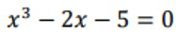 x³ − 2x − 5 = 0